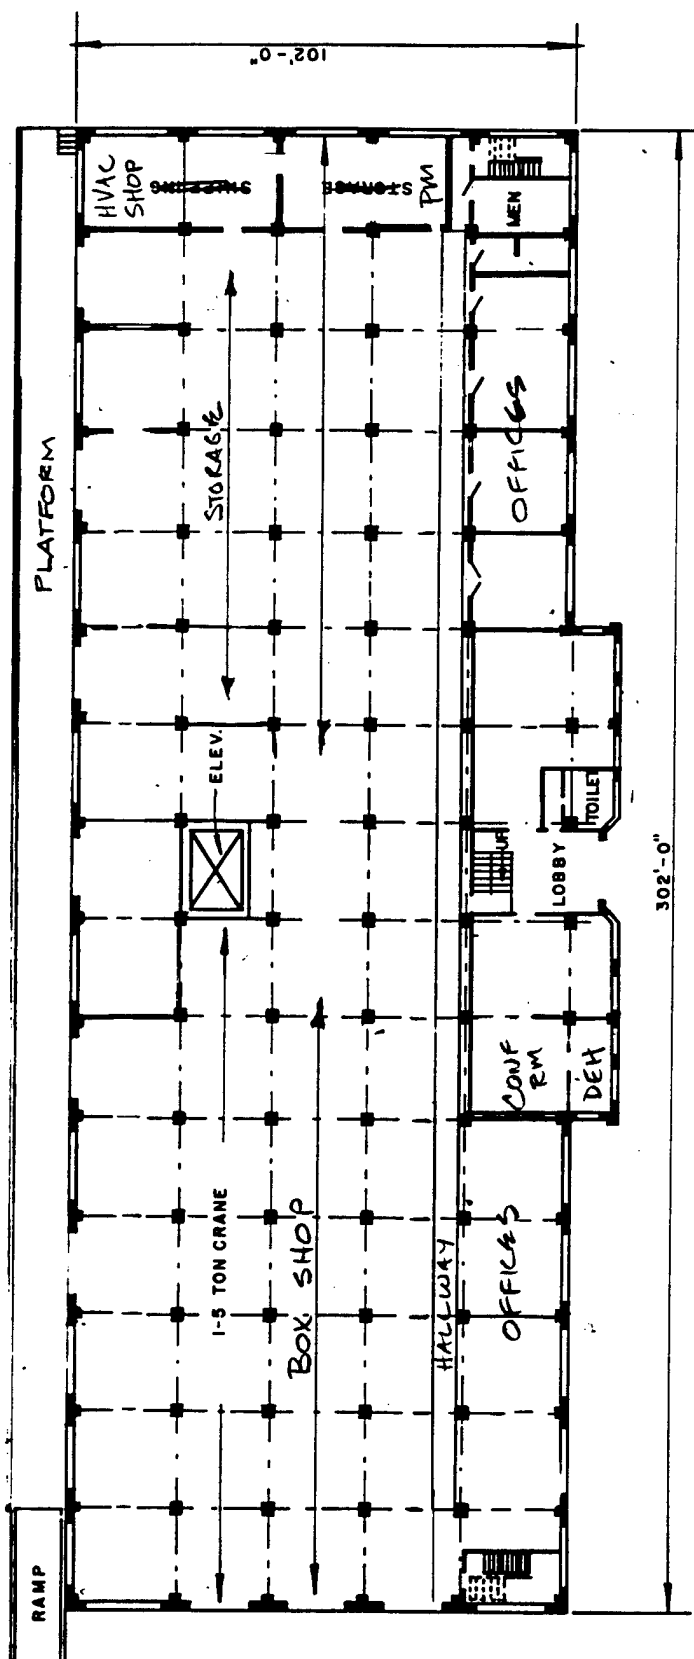 102'-0"
HVAC
SHOP
SHIPPING
STORAGE
PM
MEN
PLATFORM
STORAGE
OFFICES
ELEV.
UP
TOILET
LOBBY
302'-0"
CONF
RM
DEH
1-5 TON CRANE
BOX SHOP
HALLWAY
OFFICES
RAMP